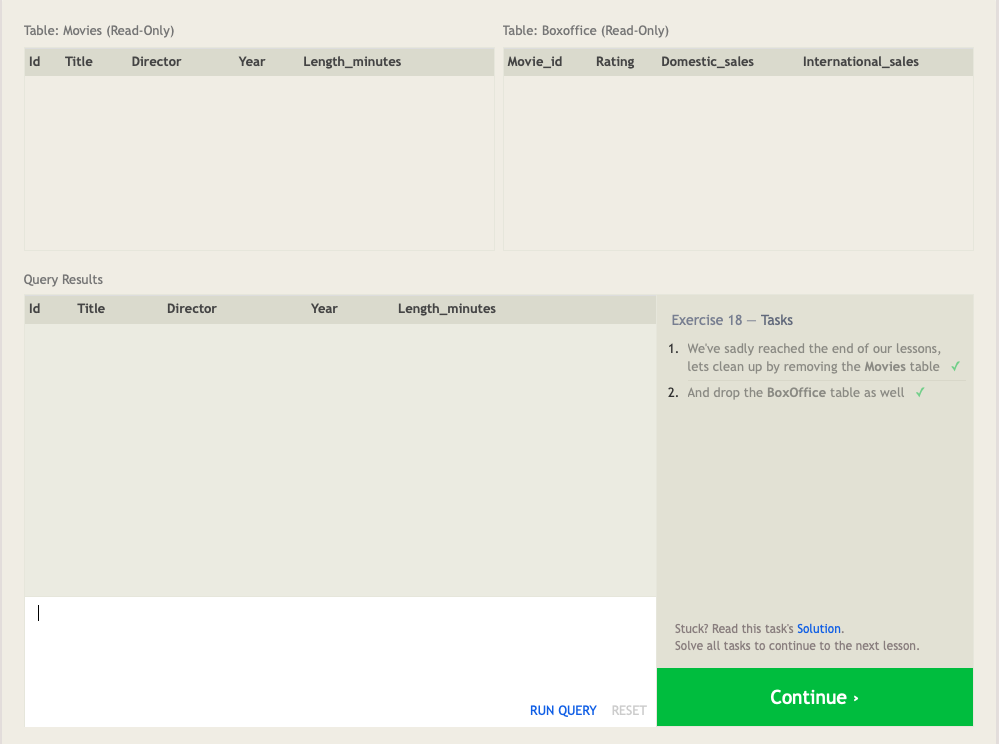 Table: Movies (Read-Only)
Table: Boxoffice (Read-Only)
Id Title Director Year Length_minutes
Movie_id Rating Domestic_sales International_sales
Query Results
Id Title Director Year Length_minutes
Exercise 18 — Tasks
1. We've sadly reached the end of our lessons,
lets clean up by removing the Movies table ✓
2. And drop the BoxOffice table as well ✓
Stuck? Read this task's Solution.
Solve all tasks to continue to the next lesson.
RUN QUERY RESET
Continue ›